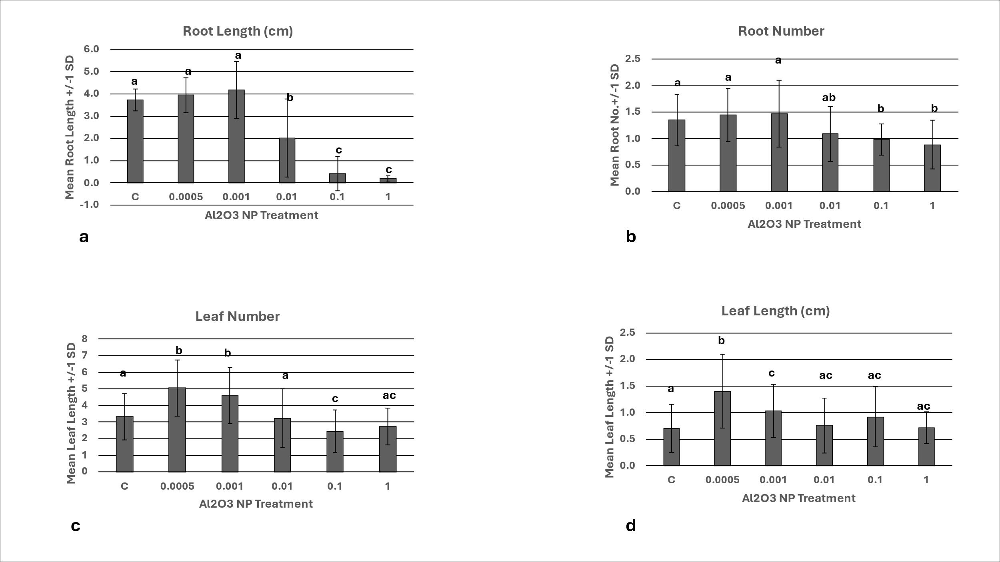 Root Length (cm)
Mean Root Length +/-1 SD
6.0
5.0
4.0
3.0
2.0
1.0
0.0
-1.0
a
a
a
b
c
c
C 0.0005 0.001 0.01 0.1 1
Al2O3 NP Treatment
a
Root Number
Mean Root No.+/-1 SD
2.5
2.0
1.5
1.0
0.5
0.0
a
a
a
ab
b
b
C 0.0005 0.001 0.01 0.1 1
Al2O3 NP Treatment
b
Leaf Number
Mean Leaf Length +/-1 SD
8
7
6
5
4
3
2
1
0
a
b
b
a
c
ac
C 0.0005 0.001 0.01 0.1 1
Al2O3 NP Treatment
c
Leaf Length (cm)
Mean Leaf Length +/-1 SD
2.5
2.0
1.5
1.0
0.5
0.0
a
b
c
ac
ac
ac
C 0.0005 0.001 0.01 0.1 1
Al2O3 NP Treatment
d